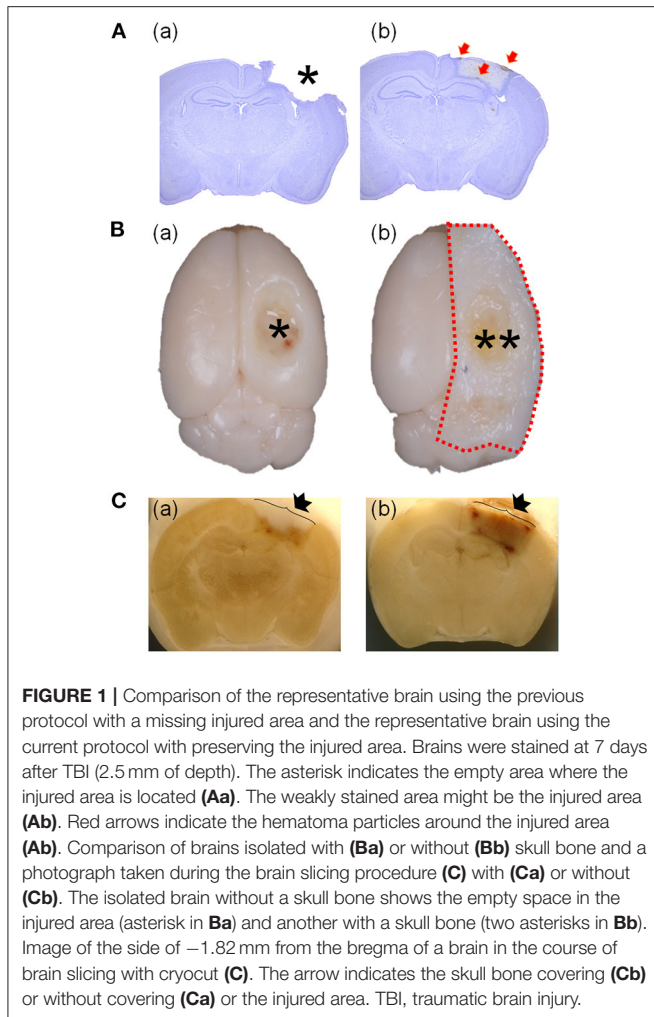 A (a) (b)
*
B (a) (b)
* **
C (a) (b)
FIGURE 1 | Comparison of the representative brain using the previous
protocol with a missing injured area and the representative brain using the
current protocol with preserving the injured area. Brains were stained at 7 days
after TBI (2.5 mm of depth). The asterisk indicates the empty area where the
injured area is located (Aa). The weakly stained area might be the injured area
(Ab). Red arrows indicate the hematoma particles around the injured area
(Ab). Comparison of brains isolated with (Ba) or without (Bb) skull bone and a
photograph taken during the brain slicing procedure (C) with (Ca) or without
(Cb). The isolated brain without a skull bone shows the empty space in the
injured area (asterisk in Ba) and another with a skull bone (two asterisks in Bb).
Image of the side of −1.82 mm from the bregma of a brain in the course of
brain slicing with cryocut (C). The arrow indicates the skull bone covering (Cb)
or without covering (Ca) or the injured area. TBI, traumatic brain injury.